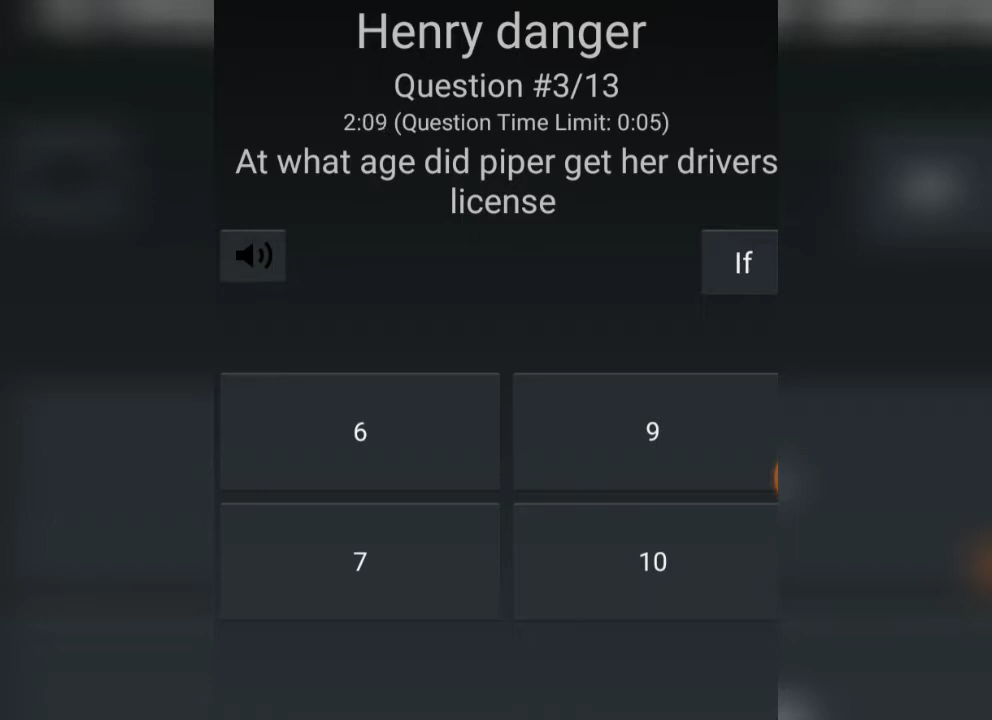 Henry danger
Question #3/13
2:09 (Question Time Limit: 0:05)
At what age did piper get her drivers
license
If
6
9
7
10